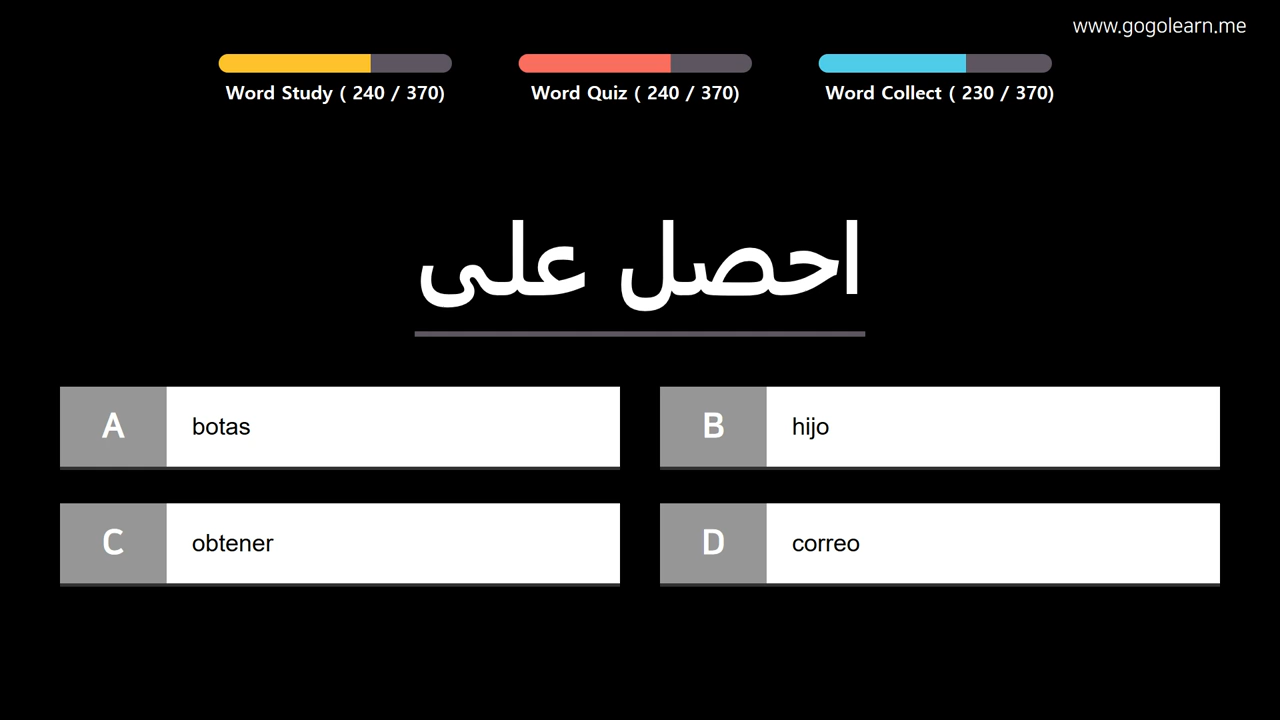 www.gogolearn.me
Word Study ( 240 / 370)
Word Quiz ( 240 / 370)
Word Collect ( 230 / 370)
احصل على
A
botas
B
hijo
C
obtener
D
correo